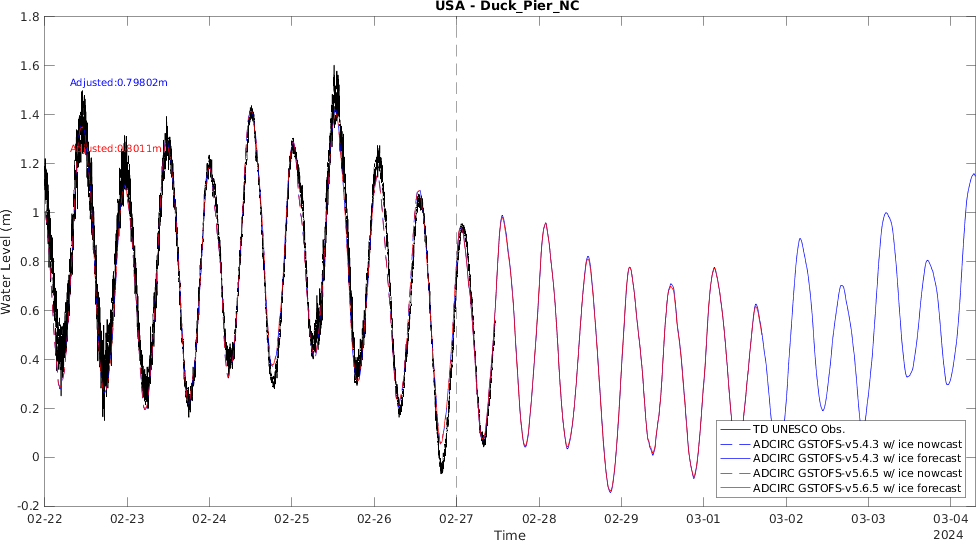 USA - Duck_Pier_NC
1.8
1.6
1.4
1.2
1
0.8
0.6
0.4
0.2
0
-0.2
Water Level (m)
Adjusted:0.79802m
Adjusted:0.8011m
TD UNESCO Obs.
ADCIRC GSTOFS-v5.4.3 w/ ice nowcast
ADCIRC GSTOFS-v5.4.3 w/ ice forecast
ADCIRC GSTOFS-v5.6.5 w/ ice nowcast
ADCIRC GSTOFS-v5.6.5 w/ ice forecast
02-22 02-23 02-24 02-25 02-26 02-27 02-28 02-29 03-01 03-02 03-03 03-04
Time
2024